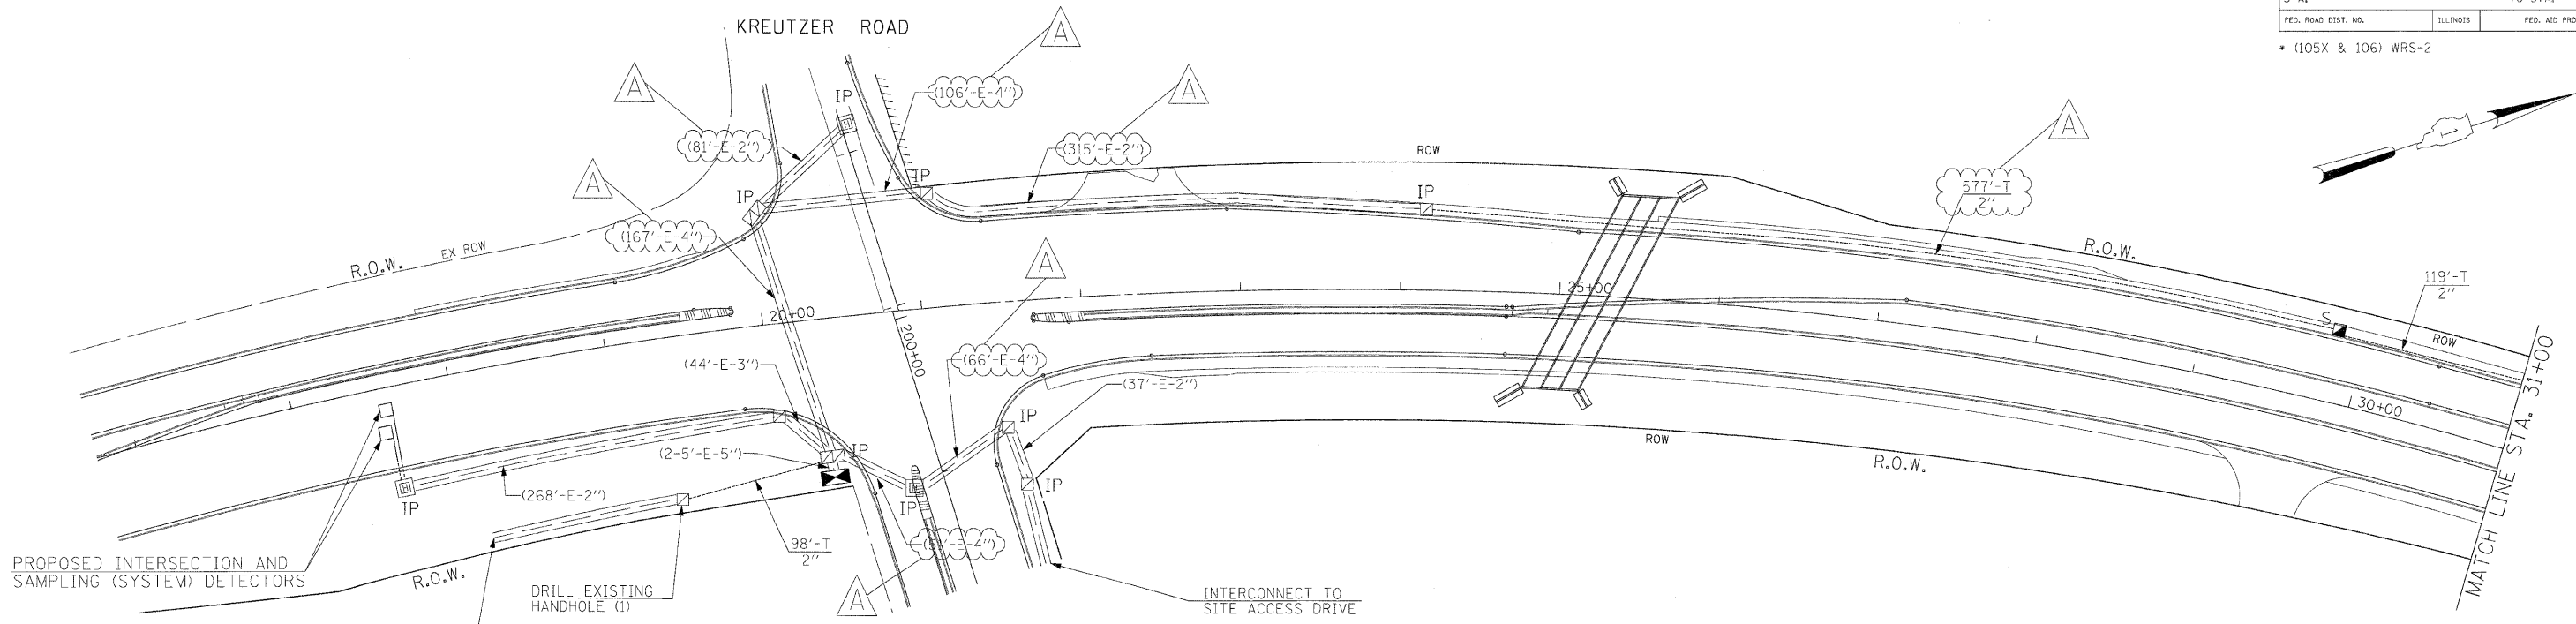 STA. TO STA.
FED. ROAD DIST. NO. ILLINOIS FED. AID PRO
* (105X & 106) WRS-2
KREUTZER ROAD
A
A
A
A
A
A
A
A
IP
(106'-E-4")
(81'-E-2")
(315'-E-2")
ROW
577'-T
2"
IP
IP
IP
(167'-E-4")
EX ROW
R.O.W.
R.O.W.
119'-T
2"
S
ROW
20+00
25+00
200+00
30+00
MATCH LINE STA. 31+00
(44'-E-3")
(66'-E-4")
(37'-E-2")
(2-5'-E-5")
IP
IP
IP
IP
IP
H
H
H
ROW
R.O.W.
(268'-E-2")
98'-T
2"
PROPOSED INTERSECTION AND
SAMPLING (SYSTEM) DETECTORS
R.O.W.
DRILL EXISTING
HANDHOLE (1)
INTERCONNECT TO
SITE ACCESS DRIVE